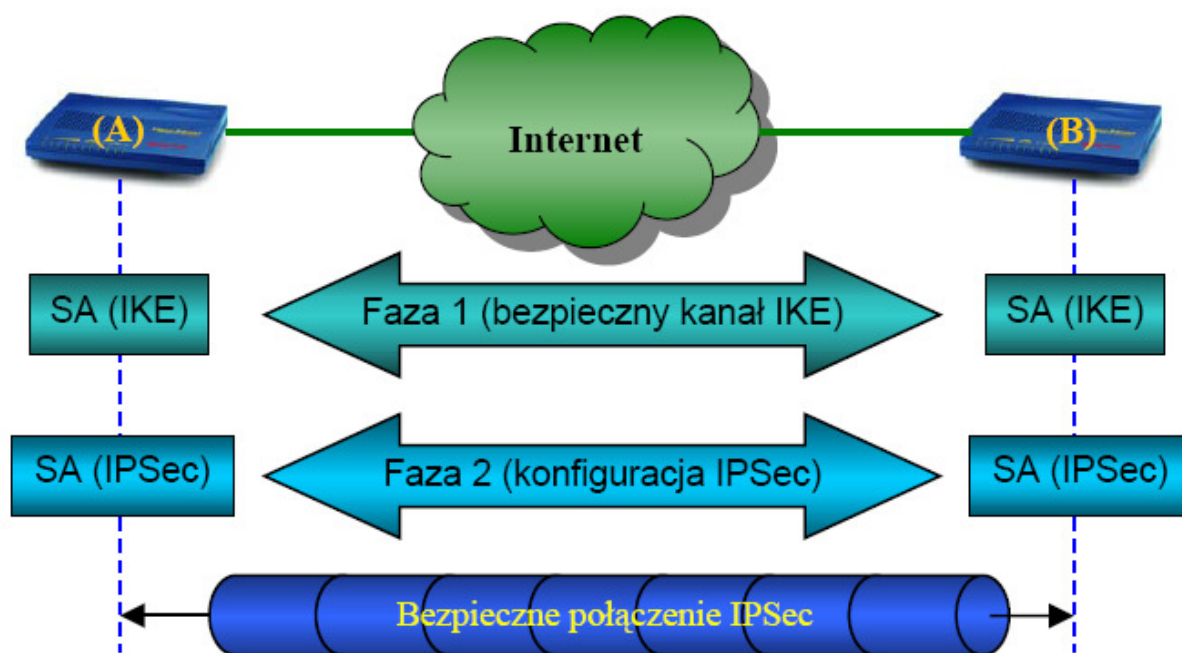 (A)
Internet
(B)
SA (IKE)
Faza 1 (bezpieczny kanał IKE)
SA (IKE)
SA (IPSec)
Faza 2 (konfiguracja IPSec)
SA (IPSec)
Bezpieczne połączenie IPSec